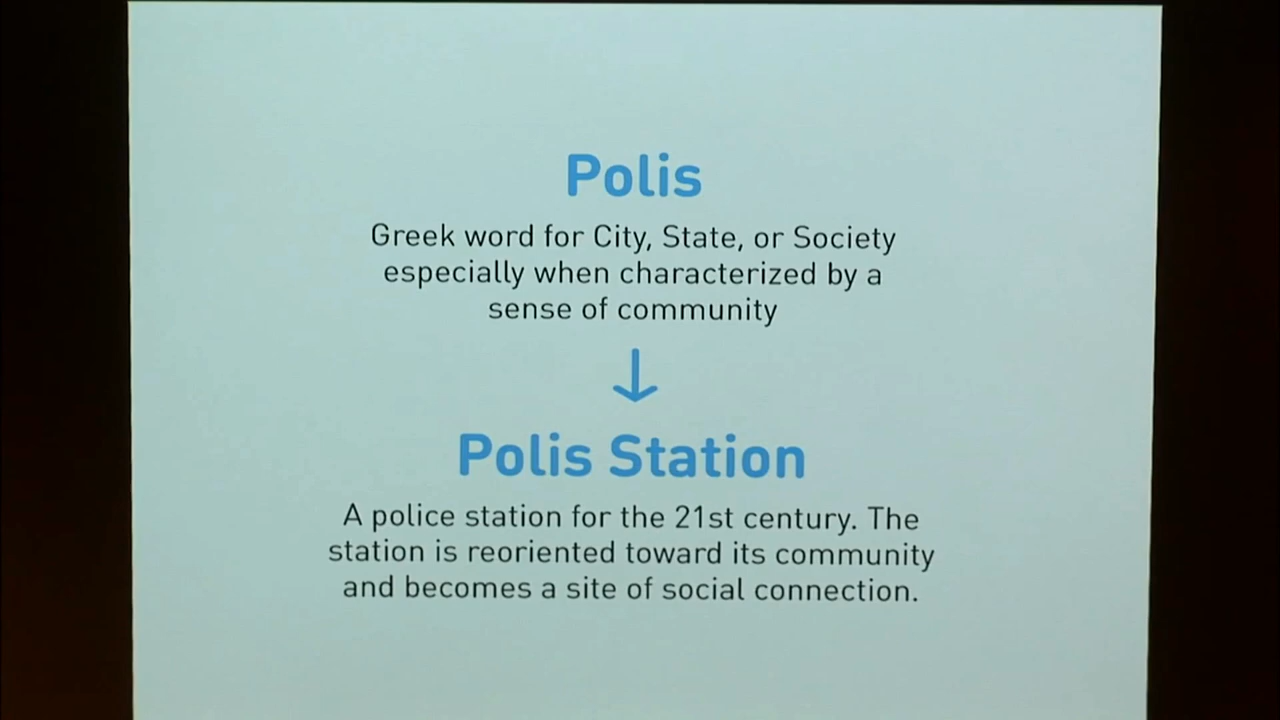 Polis
Greek word for City, State, or Society
especially when characterized by a
sense of community
Polis Station
A police station for the 21st century. The
station is reoriented toward its community
and becomes a site of social connection.